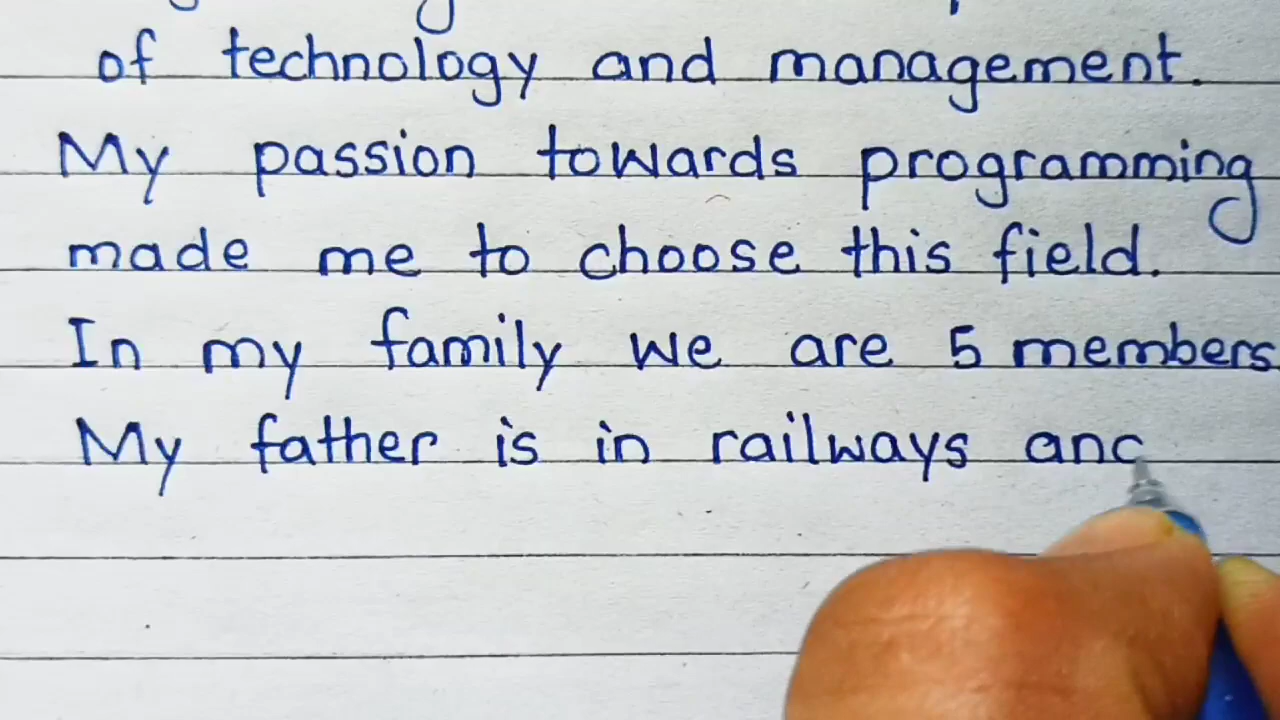 of technology and management.
My passion towards programming
made me to choose this field.
In my family we are 5 members
My father is in railways anc